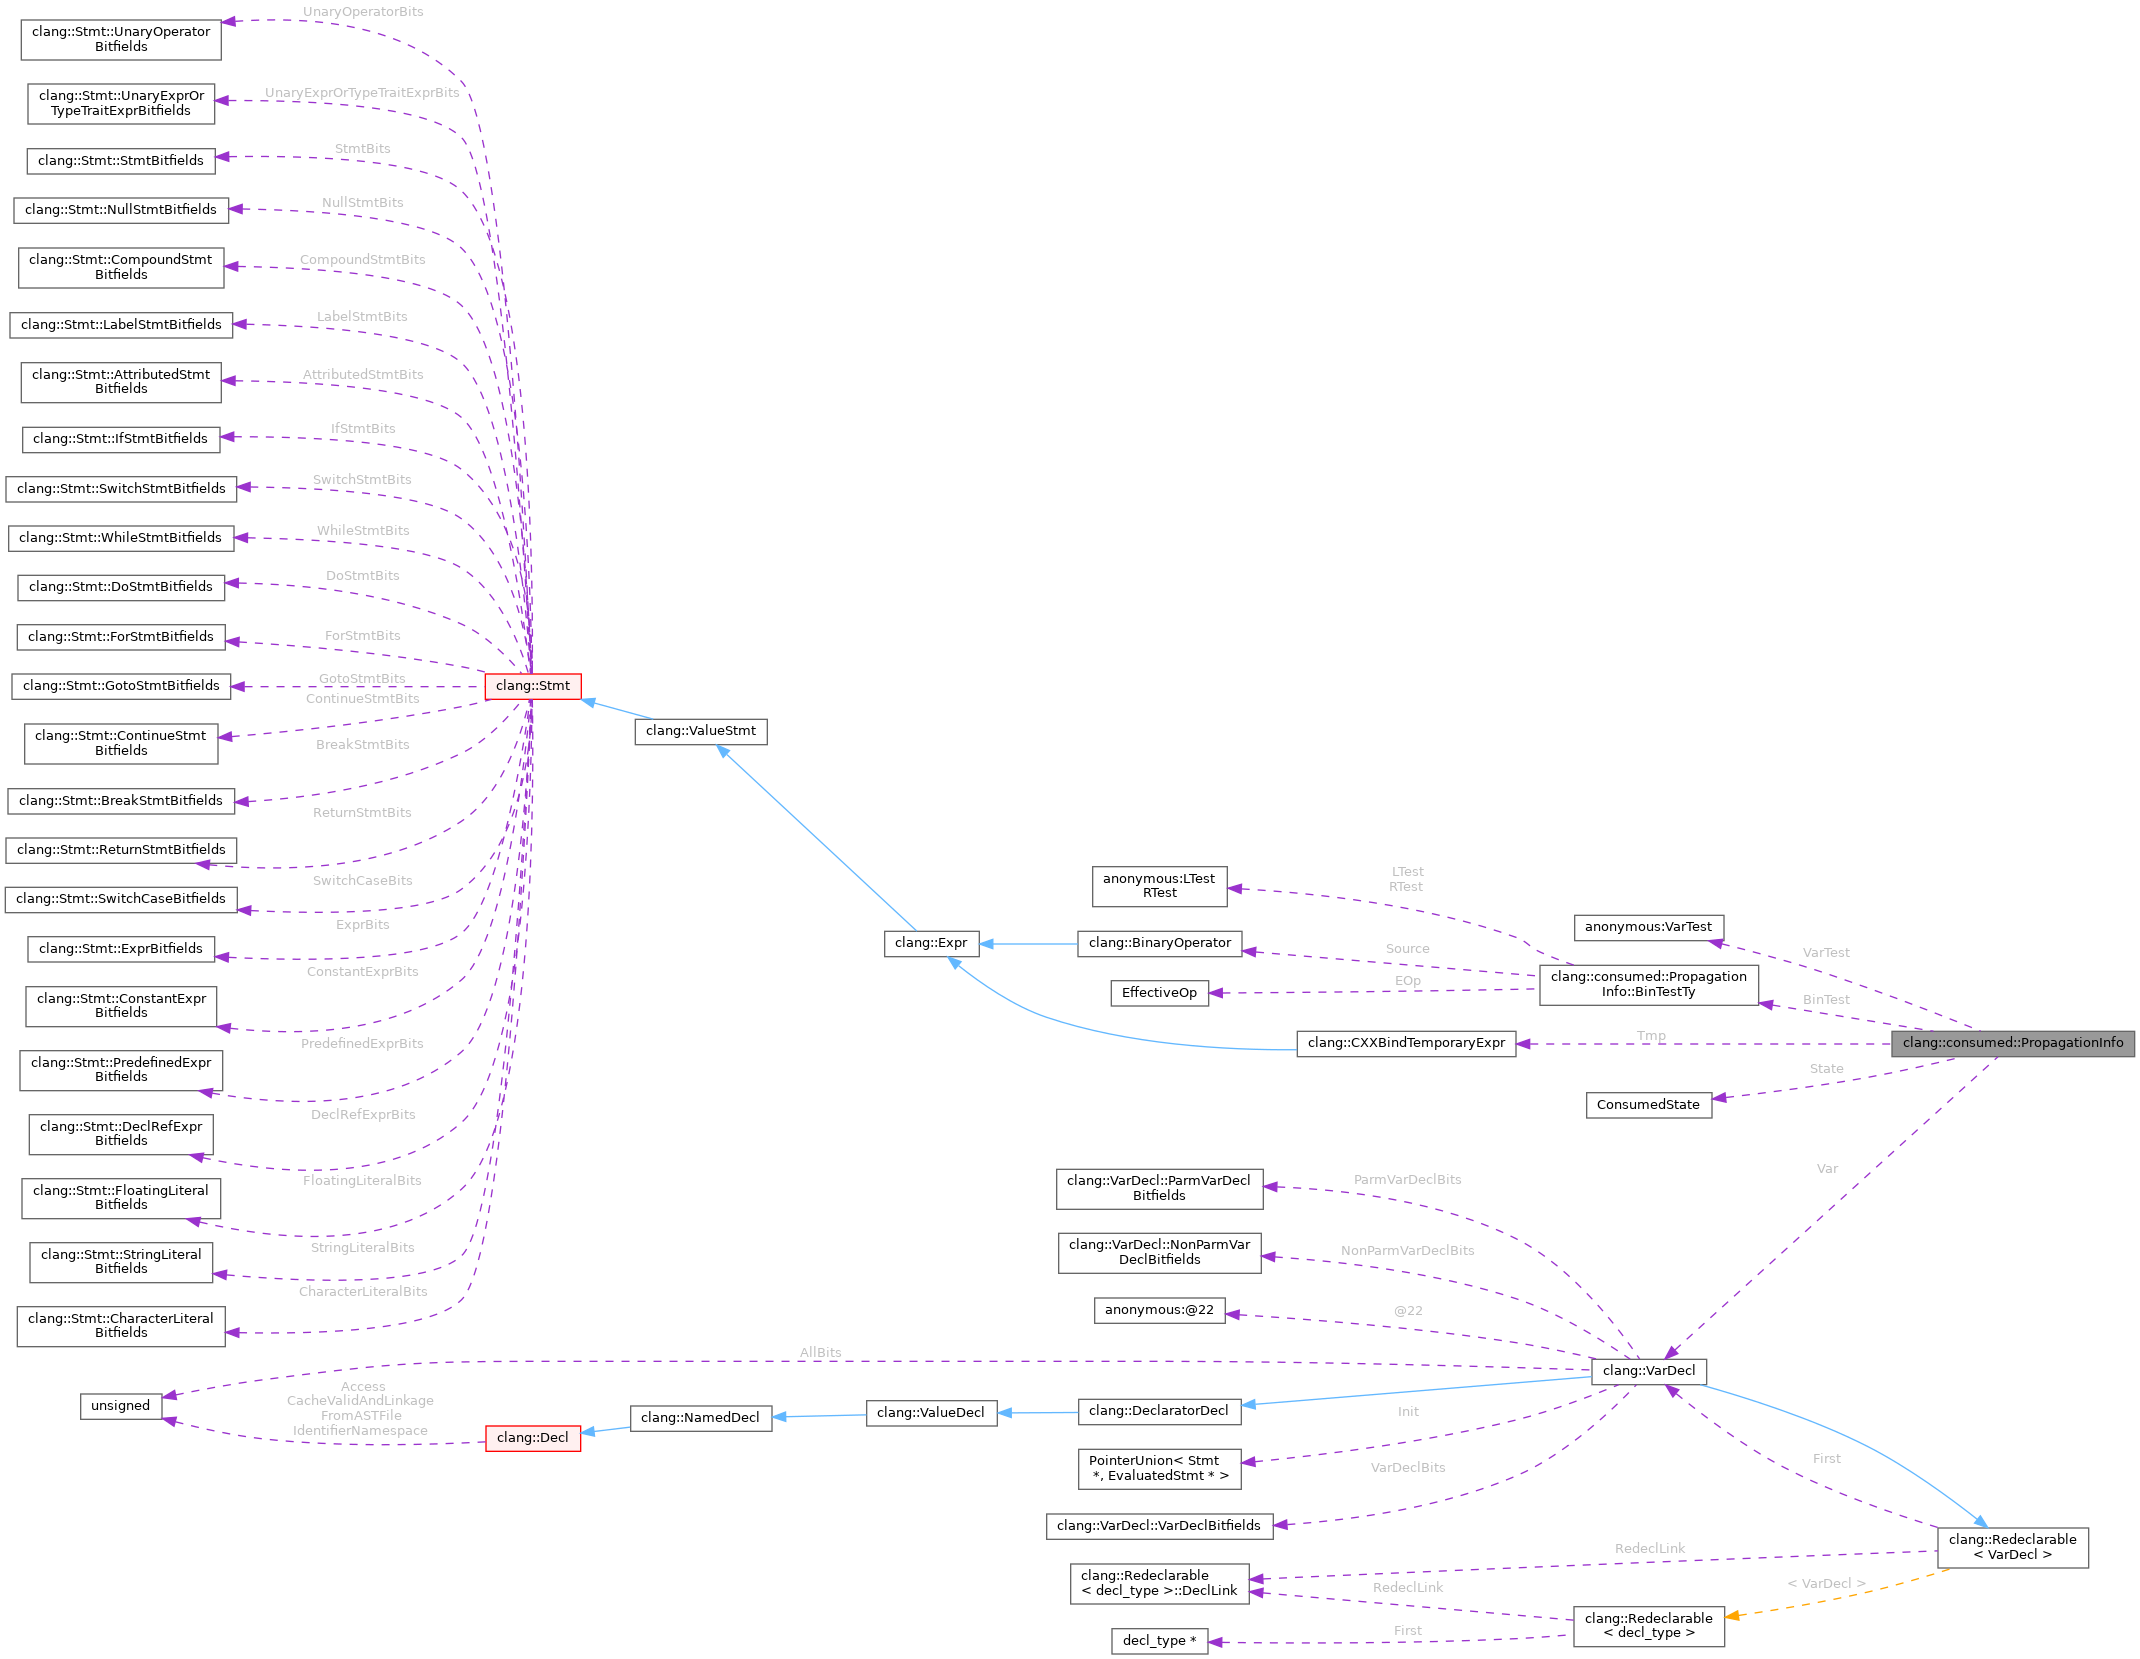 UnaryOperatorBits
clang::Stmt::UnaryOperator
Bitfields
clang::Stmt::UnaryExprOr
TypeTraitExprBitfields
UnaryExprOrTypeTraitExprBits
clang::Stmt::StmtBitfields
StmtBits
clang::Stmt::NullStmtBitfields
NullStmtBits
clang::Stmt::CompoundStmt
Bitfields
CompoundStmtBits
clang::Stmt::LabelStmtBitfields
LabelStmtBits
clang::Stmt::AttributedStmt
Bitfields
AttributedStmtBits
clang::Stmt::IfStmtBitfields
IfStmtBits
clang::Stmt::SwitchStmtBitfields
SwitchStmtBits
clang::Stmt::WhileStmtBitfields
WhileStmtBits
clang::Stmt::DoStmtBitfields
DoStmtBits
clang::Stmt::ForStmtBitfields
ForStmtBits
clang::Stmt::GotoStmtBitfields
GotoStmtBits
clang::Stmt
ContinueStmtBits
clang::Stmt::ContinueStmt
Bitfields
clang::ValueStmt
BreakStmtBits
clang::Stmt::BreakStmtBitfields
ReturnStmtBits
clang::Stmt::ReturnStmtBitfields
SwitchCaseBits
clang::Stmt::SwitchCaseBitfields
ExprBits
clang::Stmt::ExprBitfields
ConstantExprBits
clang::Stmt::ConstantExpr
Bitfields
PredefinedExprBits
clang::Stmt::PredefinedExpr
Bitfields
DeclRefExprBits
clang::Stmt::DeclRefExpr
Bitfields
FloatingLiteralBits
clang::Stmt::FloatingLiteral
Bitfields
StringLiteralBits
clang::Stmt::StringLiteral
Bitfields
CharacterLiteralBits
clang::Stmt::CharacterLiteral
Bitfields
clang::Expr
anonymous:LTest
RTest
LTest
RTest
clang::BinaryOperator
Source
EffectiveOp
EOp
clang::consumed::Propagation
Info::BinTestTy
anonymous:VarTest
VarTest
BinTest
clang::CXXBindTemporaryExpr
Tmp
clang::consumed::PropagationInfo
State
ConsumedState
Var
clang::VarDecl::ParmVarDecl
Bitfields
ParmVarDeclBits
clang::VarDecl::NonParmVar
DeclBitfields
NonParmVarDeclBits
anonymous:@22
@22
AllBits
clang::VarDecl
unsigned
Access
CacheValidAndLinkage
FromASTFile
IdentifierNamespace
clang::Decl
clang::NamedDecl
clang::ValueDecl
clang::DeclaratorDecl
Init
PointerUnion< Stmt
*, EvaluatedStmt * >
VarDeclBits
clang::VarDecl::VarDeclBitfields
First
clang::Redeclarable
< VarDecl >
RedeclLink
clang::Redeclarable
< decl_type >::DeclLink
RedeclLink
< VarDecl >
clang::Redeclarable
< decl_type >
First
decl_type *